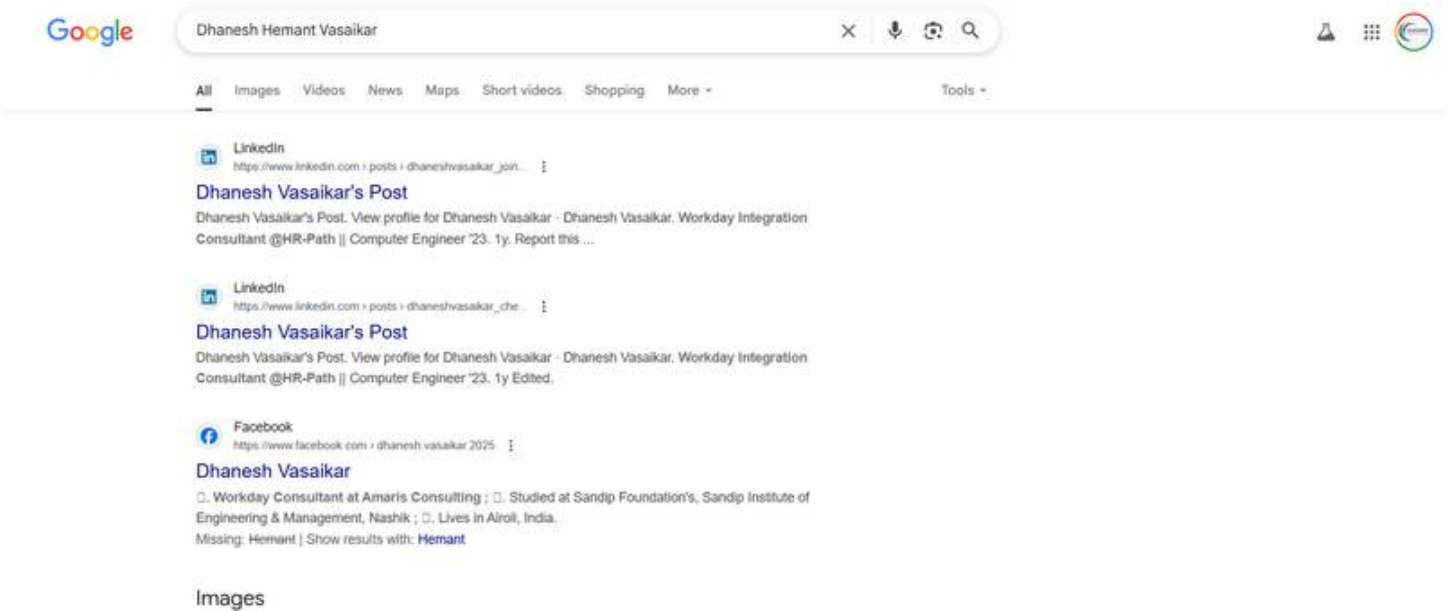 Google
Dhanesh Hemant Vasaikar
All Images Videos News Maps Short videos Shopping More Tools
LinkedIn
https://www.linkedin.com › posts › dhaneshvasaikar_join...
Dhanesh Vasaikar's Post
Dhanesh Vasaikar's Post. View profile for Dhanesh Vasaikar · Dhanesh Vasaikar. Workday Integration
Consultant @HR-Path || Computer Engineer '23. 1y. Report this ...
LinkedIn
https://www.linkedin.com › posts › dhaneshvasaikar_che...
Dhanesh Vasaikar's Post
Dhanesh Vasaikar's Post. View profile for Dhanesh Vasaikar · Dhanesh Vasaikar. Workday Integration
Consultant @HR-Path || Computer Engineer '23. 1y Edited.
Facebook
https://www.facebook.com › dhanesh.vasaikar.2025
Dhanesh Vasaikar
. Workday Consultant at Amaris Consulting ; . Studied at Sandip Foundation's, Sandip Institute of
Engineering & Management, Nashik ; . Lives in Airoli, India.
Missing: Hemant | Show results with: Hemant
Images